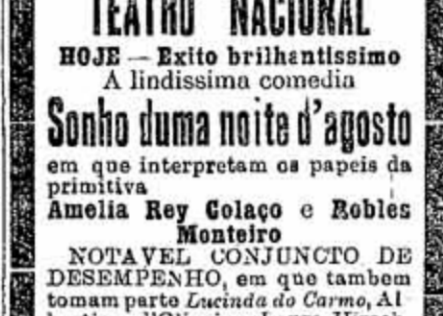 TEATRO NACIONAL
HOJE — Exito brilhantissimo
A lindissima comedia
Sonho duma noite d'agosto
em que interpretam os papeis da
primitiva
Amelia Rey Colaço e Robles
Monteiro
NOTAVEL CONJUNCTO DE
DESEMPENHO, em que tambem
tomam parte Lucinda do Carmo, Al-